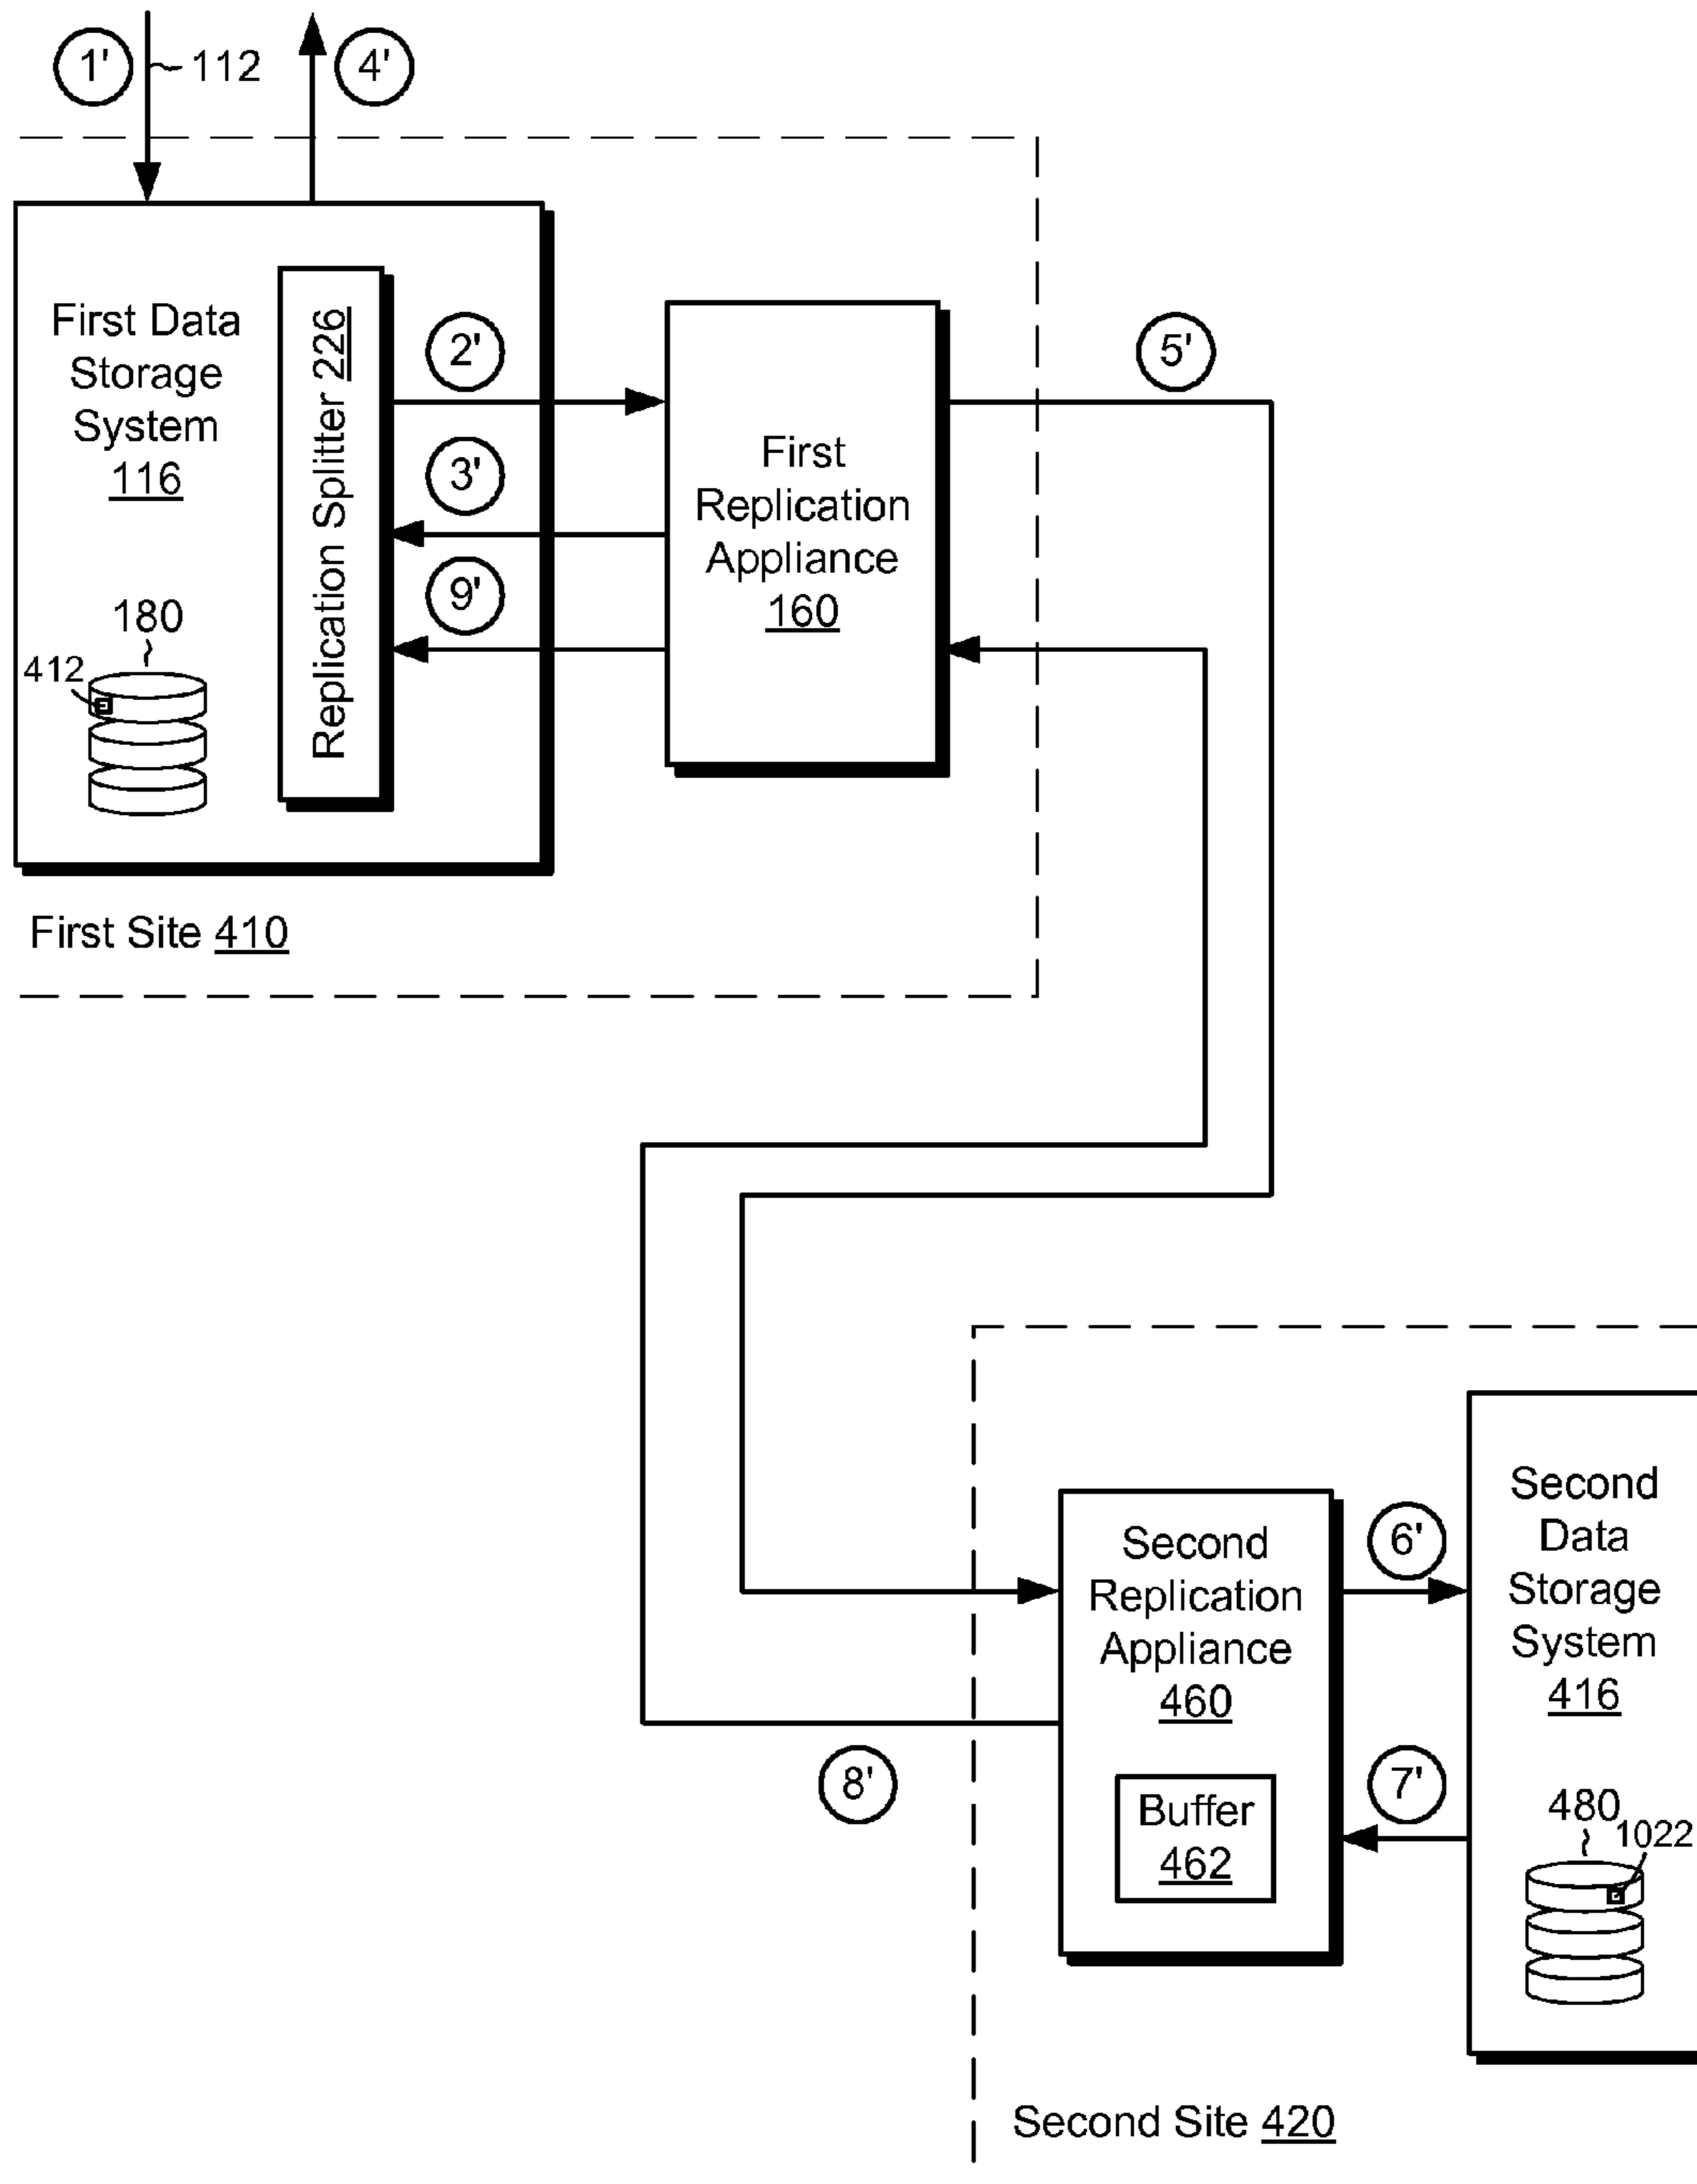 1'
112
4'
First Data
Storage
System
116
Replication Splitter 226
2'
3'
9'
180
412
First
Replication
Appliance
160
5'
First Site 410
Second
Replication
Appliance
460
Buffer
462
6'
7'
8'
Second
Data
Storage
System
416
480
1022
Second Site 420